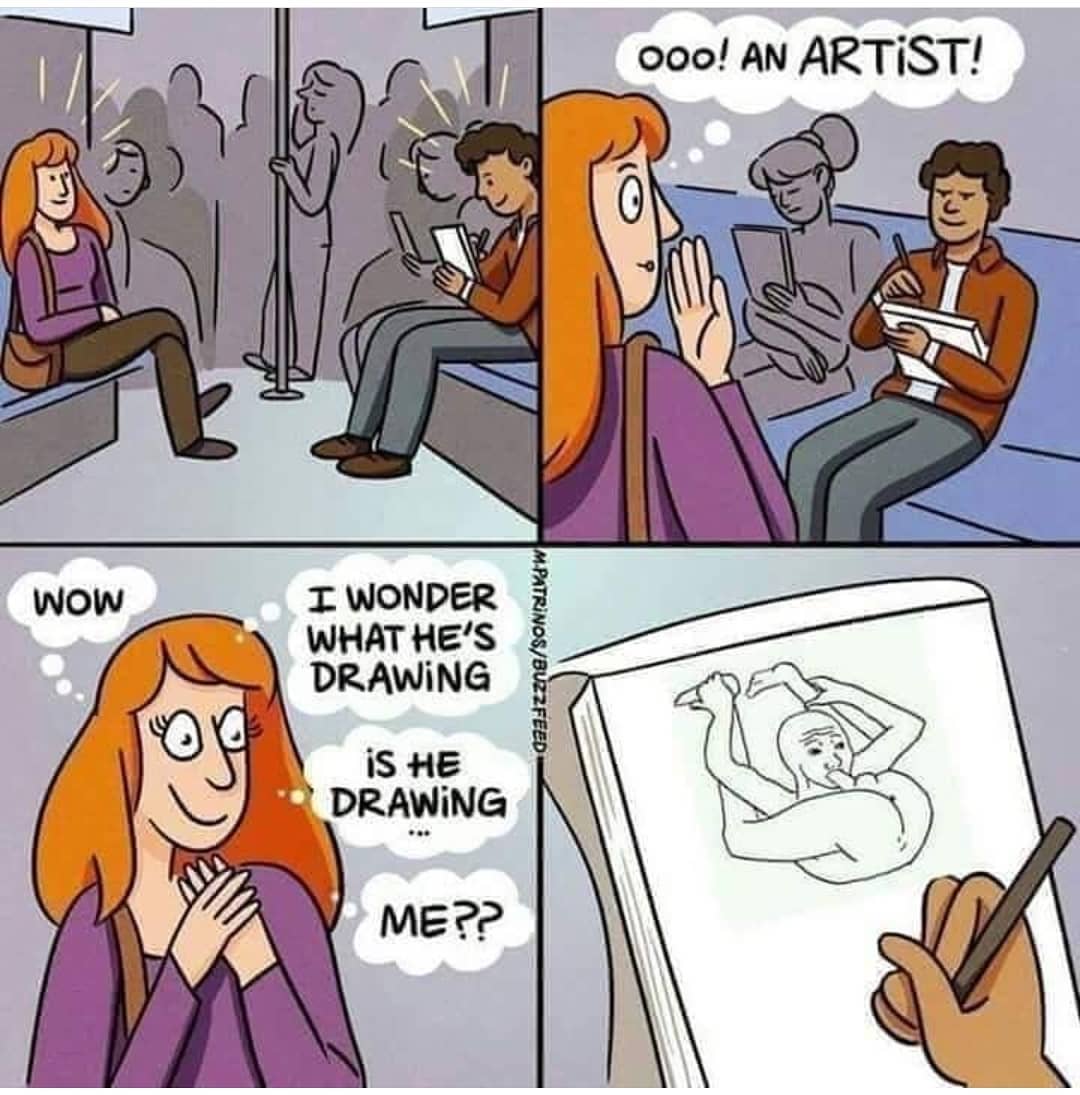 OOO! AN ARTiST!
WOW
I WONDER
WHAT HE'S
DRAWiNG
iS HE
DRAWiNG
...
ME??
M.PATRiNOS/BUZZFEED